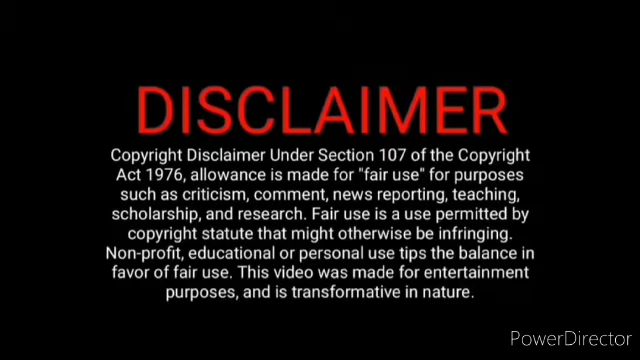 DISCLAIMER
Copyright Disclaimer Under Section 107 of the Copyright
Act 1976, allowance is made for "fair use" for purposes
such as criticism, comment, news reporting, teaching,
scholarship, and research. Fair use is a use permitted by
copyright statute that might otherwise be infringing.
Non-profit, educational or personal use tips the balance in
favor of fair use. This video was made for entertainment
purposes, and is transformative in nature.
PowerDirector